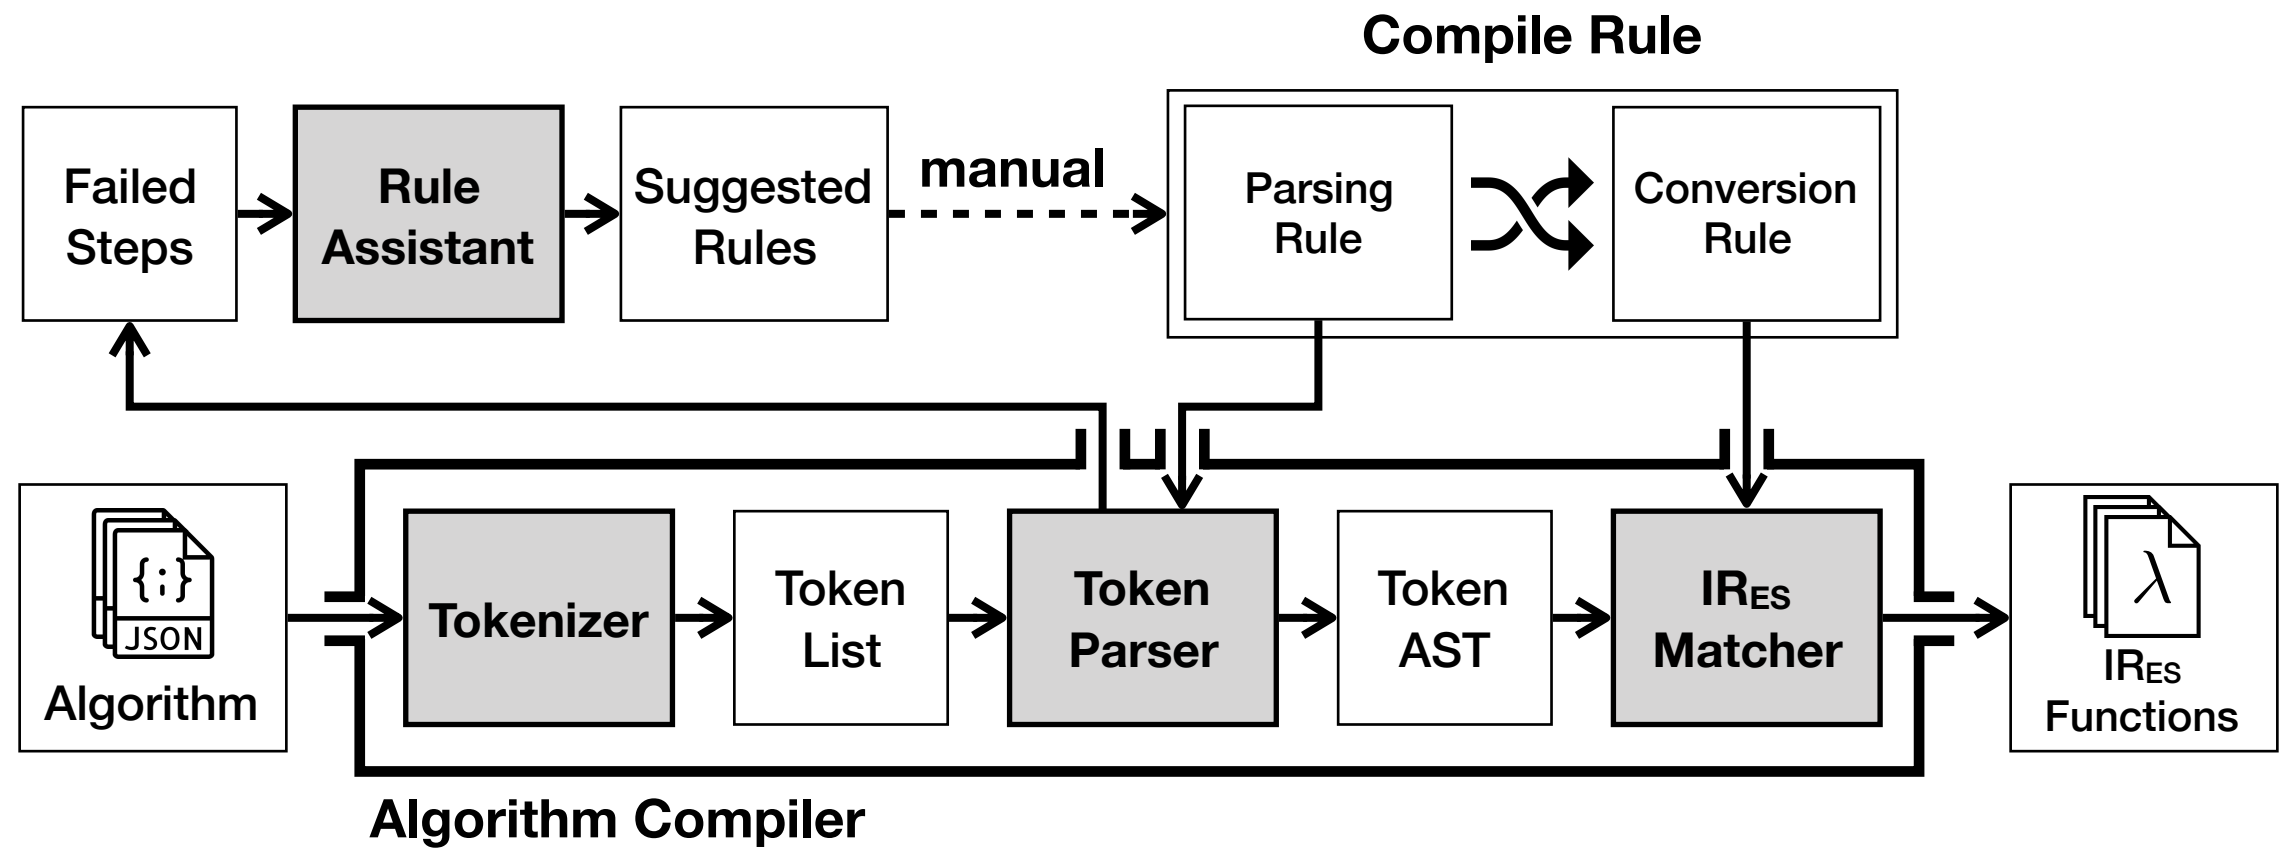 Compile Rule
Failed
Steps
Rule
Assistant
Suggested
Rules
manual
Parsing
Rule
Conversion
Rule
{;}
JSON
Algorithm
Tokenizer
Token
List
Token
Parser
Token
AST
IRES
Matcher
λ
IRES
Functions
Algorithm Compiler